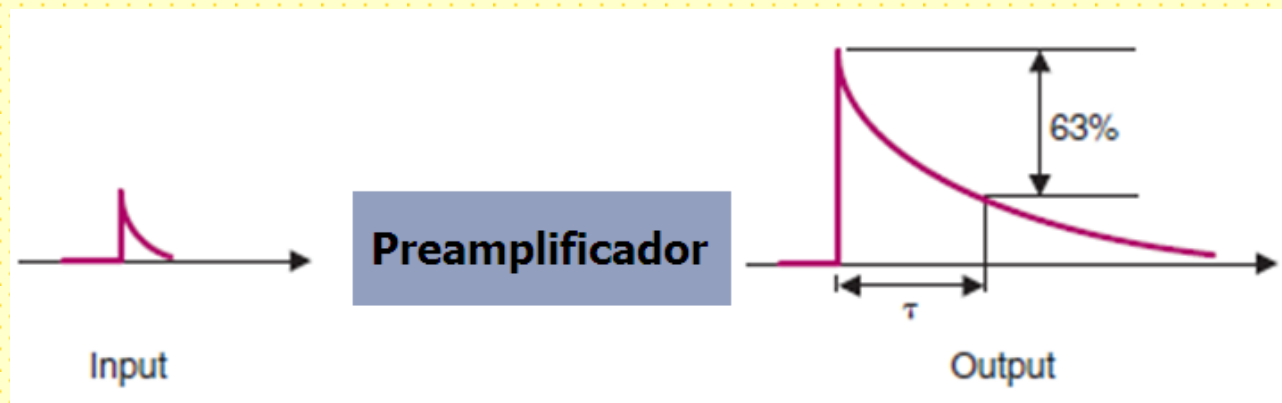 63%
Preamplificador
τ
Input
Output